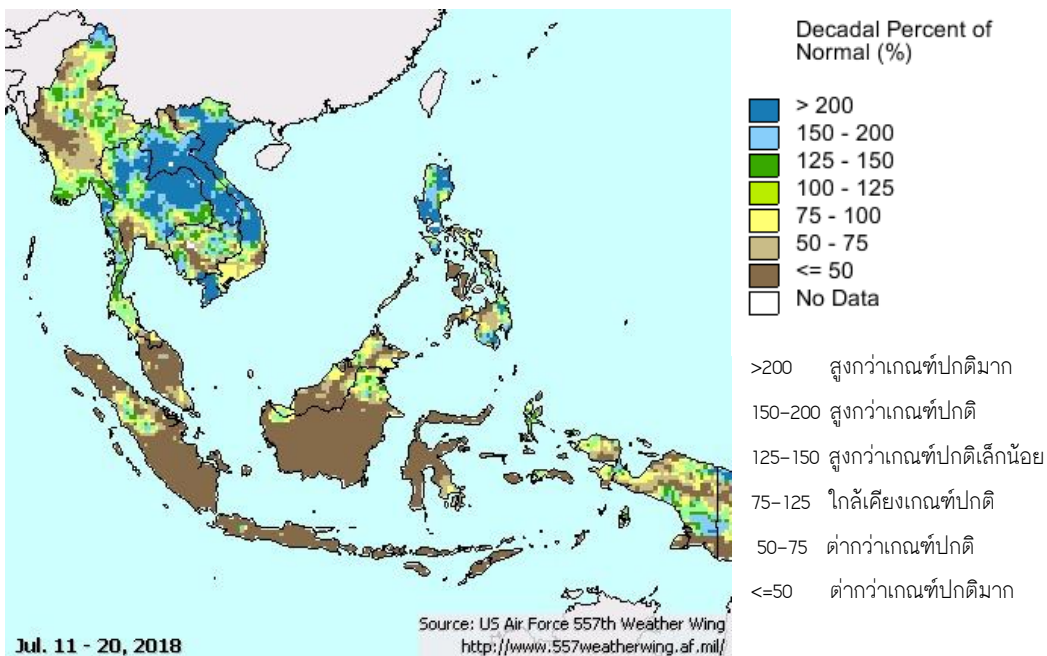 Decadal Percent of
Normal (%)
> 200
150 - 200
125 - 150
100 - 125
75 - 100
50 - 75
<= 50
No Data
>200 สูงกว่าเกณฑ์ปกติมาก
150-200 สูงกว่าเกณฑ์ปกติ
125-150 สูงกว่าเกณฑ์ปกติเล็กน้อย
75-125 ใกล้เคียงเกณฑ์ปกติ
50-75 ต่ากว่าเกณฑ์ปกติ
<=50 ต่ากว่าเกณฑ์ปกติมาก
Source: US Air Force 557th Weather Wing
Jul. 11 - 20, 2018 http://www.557weatherwing.af.mil/